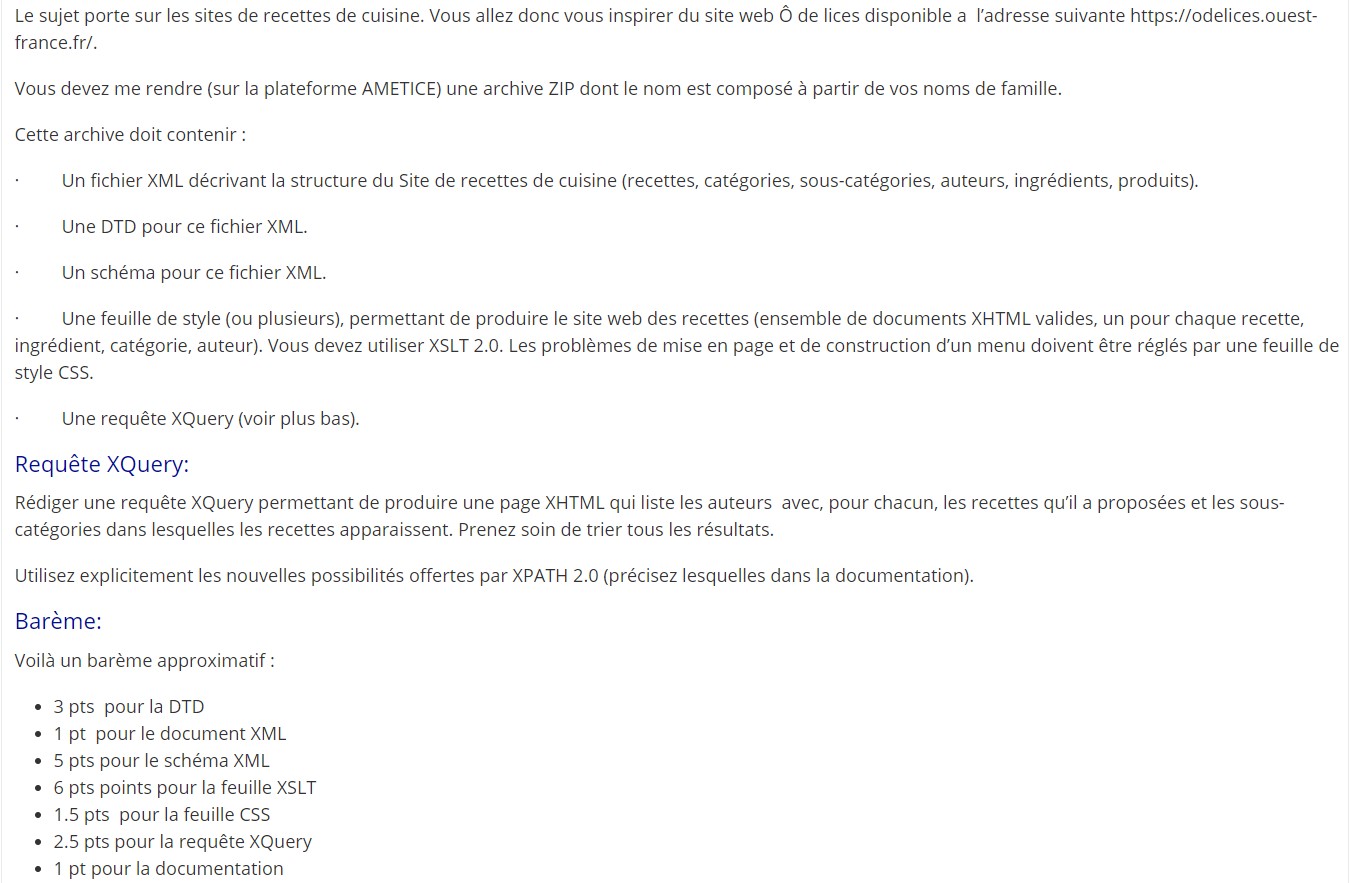 Le sujet porte sur les sites de recettes de cuisine. Vous allez donc vous inspirer du site web Ô de lices disponible a  l’adresse suivante https://odelices.ouest-
france.fr/.
Vous devez me rendre (sur la plateforme AMETICE) une archive ZIP dont le nom est composé à partir de vos noms de famille.
Cette archive doit contenir :
· Un fichier XML décrivant la structure du Site de recettes de cuisine (recettes, catégories, sous-catégories, auteurs, ingrédients, produits).
· Une DTD pour ce fichier XML.
· Un schéma pour ce fichier XML.
· Une feuille de style (ou plusieurs), permettant de produire le site web des recettes (ensemble de documents XHTML valides, un pour chaque recette,
ingrédient, catégorie, auteur). Vous devez utiliser XSLT 2.0. Les problèmes de mise en page et de construction d’un menu doivent être réglés par une feuille de
style CSS.
· Une requête XQuery (voir plus bas).
Requête XQuery:
Rédiger une requête XQuery permettant de produire une page XHTML qui liste les auteurs  avec, pour chacun, les recettes qu’il a proposées et les sous-
catégories dans lesquelles les recettes apparaissent. Prenez soin de trier tous les résultats.
Utilisez explicitement les nouvelles possibilités offertes par XPATH 2.0 (précisez lesquelles dans la documentation).
Barème:
Voilà un barème approximatif :
• 3 pts  pour la DTD
• 1 pt  pour le document XML
• 5 pts pour le schéma XML
• 6 pts points pour la feuille XSLT
• 1.5 pts  pour la feuille CSS
• 2.5 pts pour la requête XQuery
• 1 pt pour la documentation